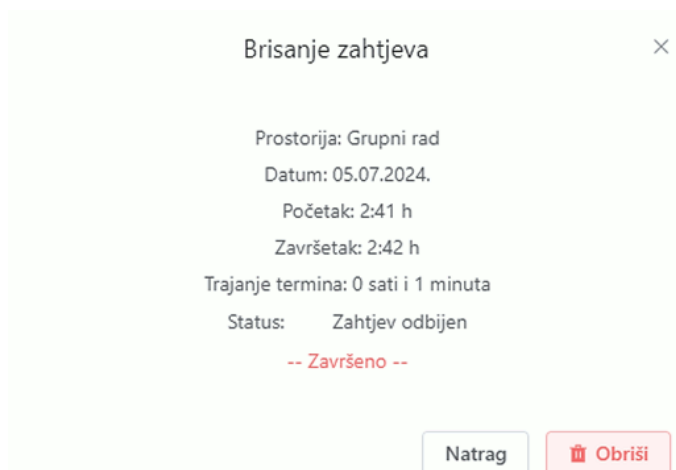 Brisanje zahtjeva
Prostorija: Grupni rad
Datum: 05.07.2024.
Početak: 2:41 h
Završetak: 2:42 h
Trajanje termina: 0 sati i 1 minuta
Status: Zahtjev odbijen
-- Završeno --
Natrag Obriši